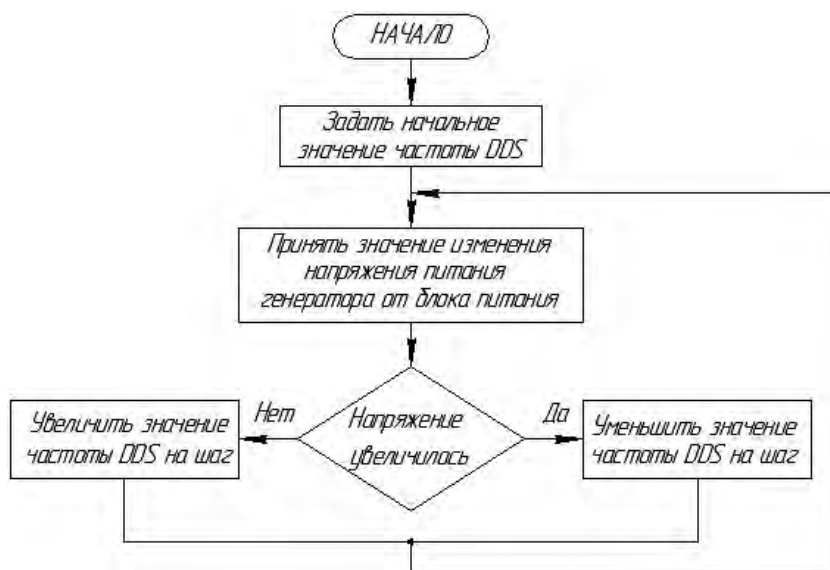 НАЧАЛО
Задать начальное
значение частоты DDS
Принять значение изменения
напряжения питания
генератора от блока питания
Увеличить значение
частоты DDS на шаг
Нет
Напряжение
увеличилась
Да
Уменьшить значение
частоты DDS на шаг